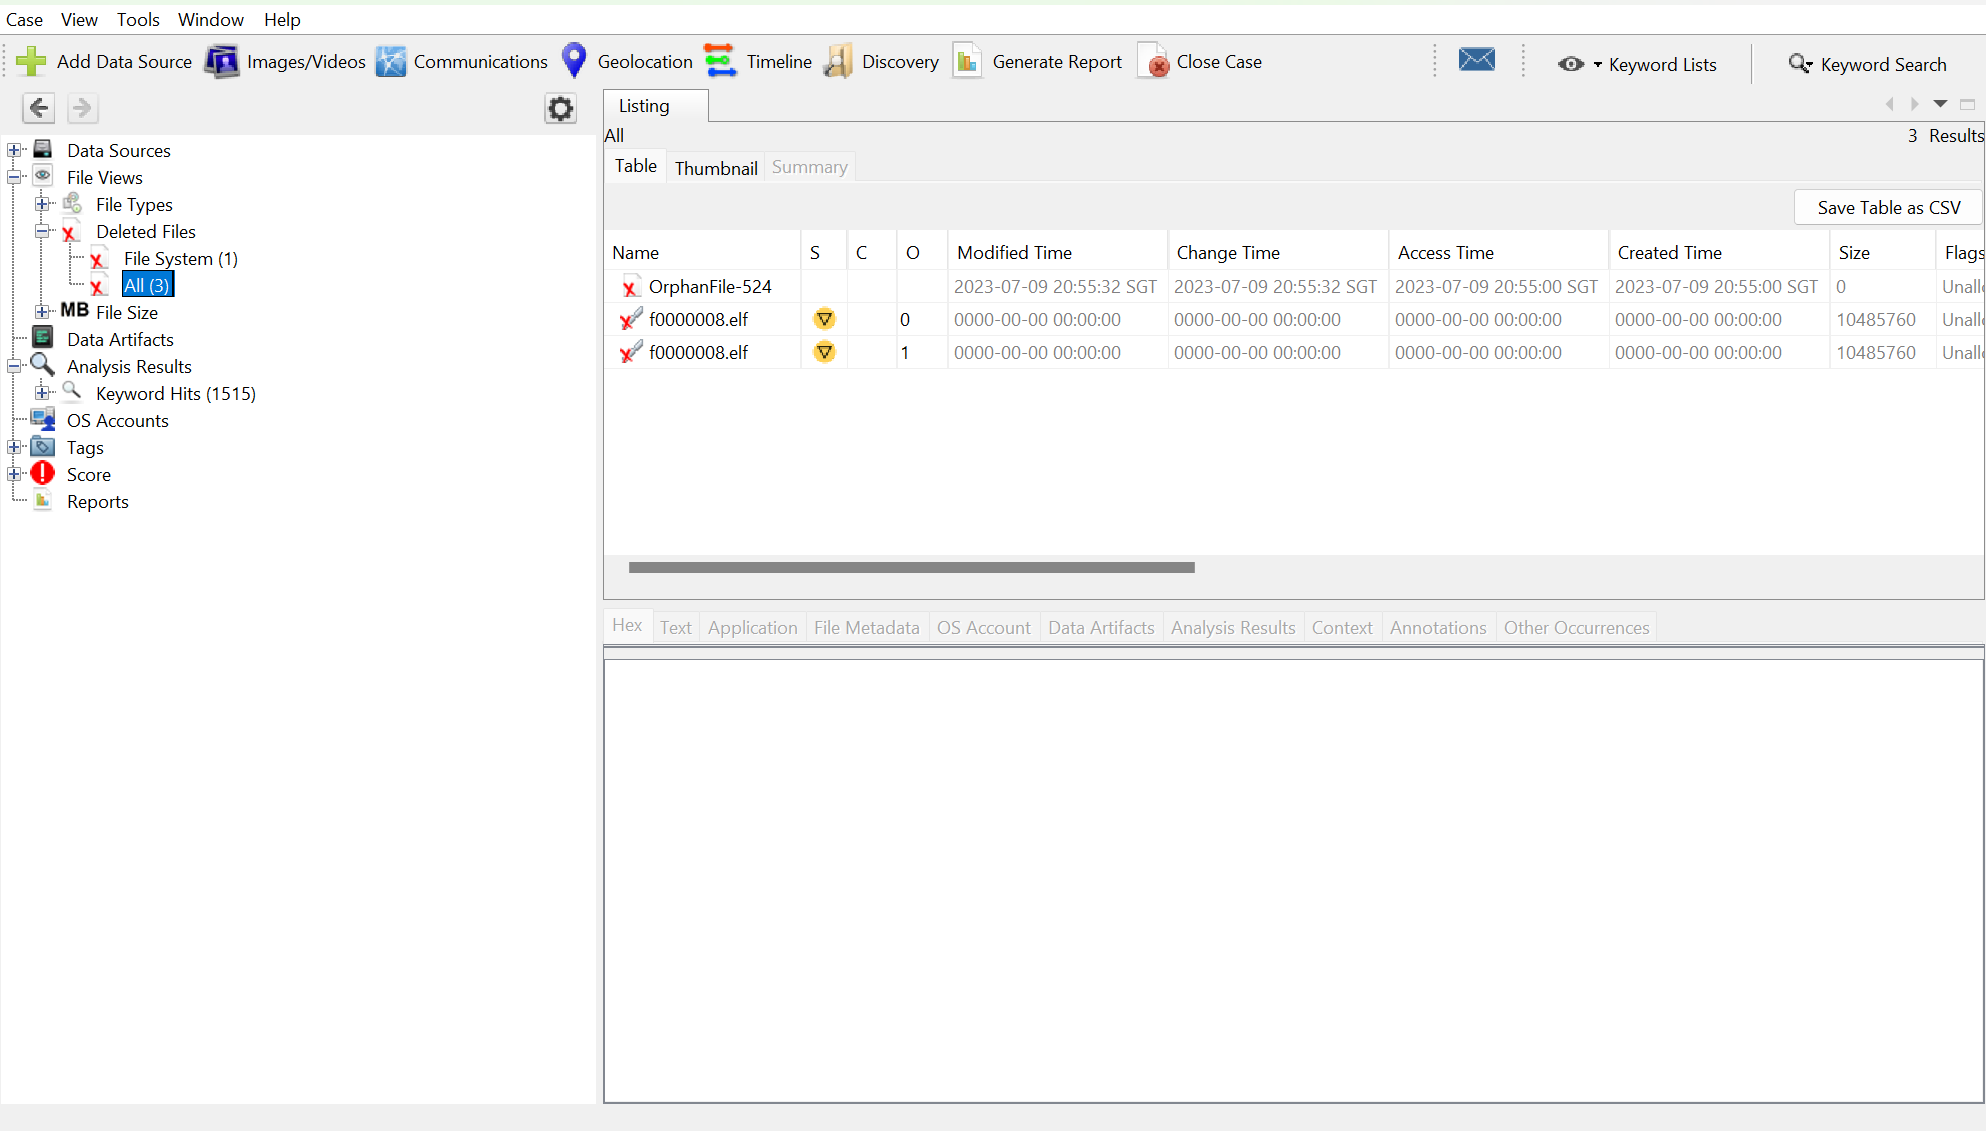 Case View Tools Window Help
Add Data Source Images/Videos Communications Geolocation Timeline Discovery Generate Report Close Case Keyword Lists Keyword Search
Listing
All 3 Results
Table Thumbnail Summary
Save Table as CSV
Data Sources
File Views
File Types
Deleted Files
File System (1)
All (3)
MB File Size
Data Artifacts
Analysis Results
Keyword Hits (1515)
OS Accounts
Tags
Score
Reports
Name S C O Modified Time Change Time Access Time Created Time Size Flags
OrphanFile-524 2023-07-09 20:55:32 SGT 2023-07-09 20:55:32 SGT 2023-07-09 20:55:00 SGT 2023-07-09 20:55:00 SGT 0 Unall
f0000008.elf 0 0000-00-00 00:00:00 0000-00-00 00:00:00 0000-00-00 00:00:00 0000-00-00 00:00:00 10485760 Unall
f0000008.elf 1 0000-00-00 00:00:00 0000-00-00 00:00:00 0000-00-00 00:00:00 0000-00-00 00:00:00 10485760 Unall
Hex Text Application File Metadata OS Account Data Artifacts Analysis Results Context Annotations Other Occurrences